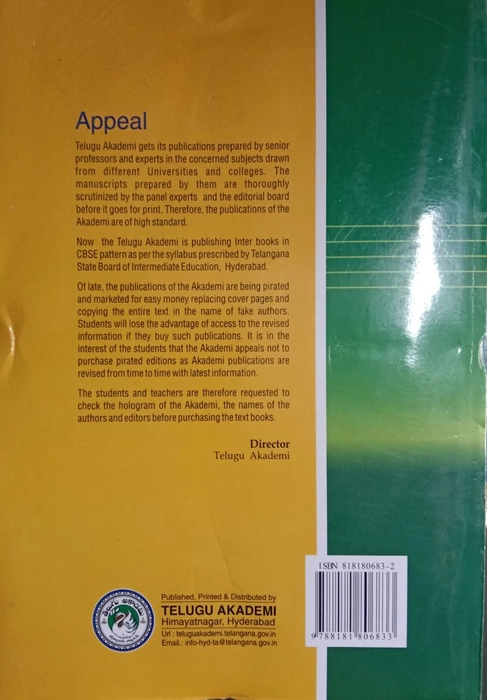 Appeal
Telugu Akademi gets its publications prepared by senior
professors and experts in the concerned subjects drawn
from different Universities and colleges. The
manuscripts prepared by them are thoroughly
scrutinized by the panel experts and the editorial board
before it goes for print. Therefore, the publications of the
Akademi are of high standard.
Now the Telugu Akademi is publishing Inter books in
CBSE pattern as per the syllabus prescribed by Telangana
State Board of Intermediate Education, Hyderabad.
Of late, the publications of the Akademi are being pirated
and marketed for easy money replacing cover pages and
copying the entire text in the name of fake authors.
Students will lose the advantage of access to the revised
information if they buy such publications. It is in the
interest of the students that the Akademi appeals not to
purchase pirated editions as Akademi publications are
revised from time to time with latest information.
The students and teachers are therefore requested to
check the hologram of the Akademi, the names of the
authors and editors before purchasing the text books.
Director
Telugu Akademi
ISBN 818180683-2
9788181806833
Published, Printed & Distributed by
TELUGU AKADEMI
Himayatnagar, Hyderabad
Url : teluguakademi.telangana.gov.in
Email.: info-hyd-ta@telangana.gov.in